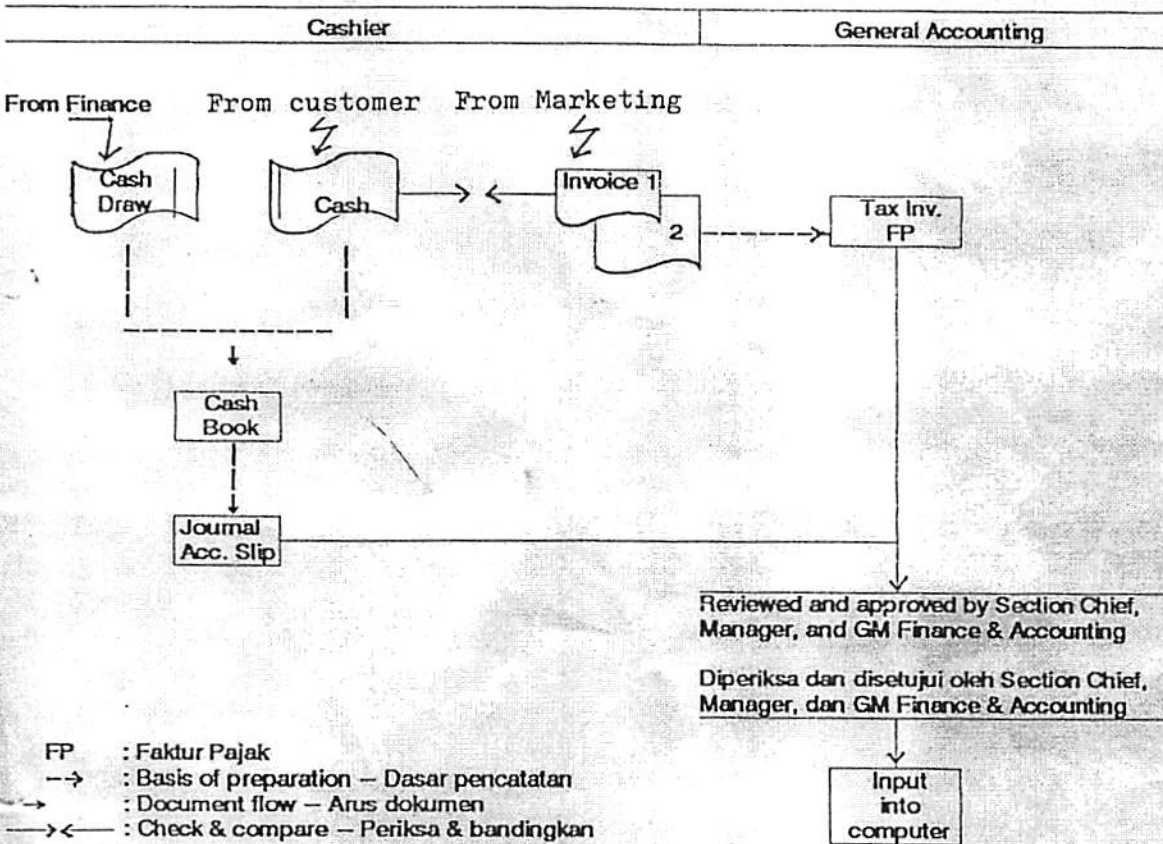 Cashier
General Accounting
From Finance
From customer
From Marketing
Cash
Draw
Cash
Invoice 1
2
Tax Inv.
FP
Cash
Book
Journal
Acc. Slip
Reviewed and approved by Section Chief,
Manager, and GM Finance & Accounting
Diperiksa dan disetujui oleh Section Chief,
Manager, dan GM Finance & Accounting
FP : Faktur Pajak
: Basis of preparation – Dasar pencatatan
: Document flow – Arus dokumen
: Check & compare – Periksa & bandingkan
Input
into
computer